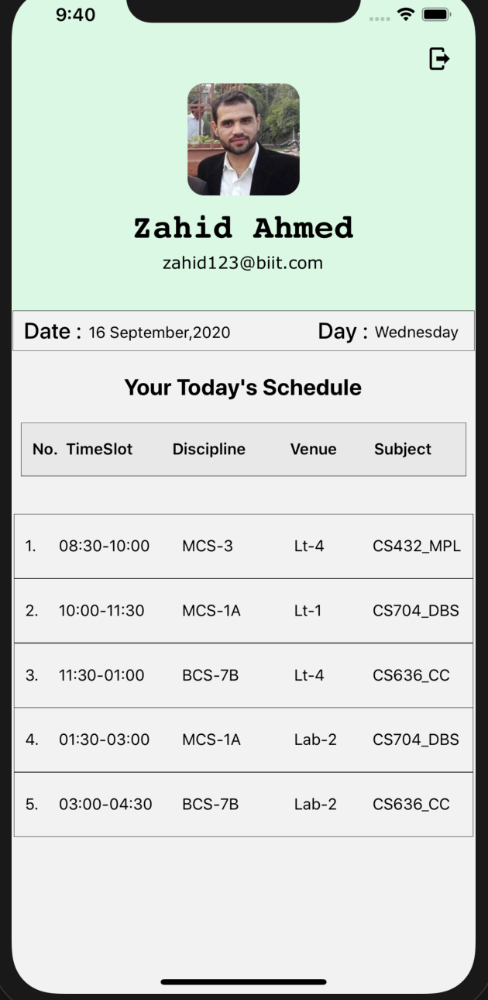 9:40
Zahid Ahmed
zahid123@biit.com
Date : 16 September,2020 Day : Wednesday
Your Today's Schedule
No. TimeSlot Discipline Venue Subject
1. 08:30-10:00 MCS-3 Lt-4 CS432_MPL
2. 10:00-11:30 MCS-1A Lt-1 CS704_DBS
3. 11:30-01:00 BCS-7B Lt-4 CS636_CC
4. 01:30-03:00 MCS-1A Lab-2 CS704_DBS
5. 03:00-04:30 BCS-7B Lab-2 CS636_CC